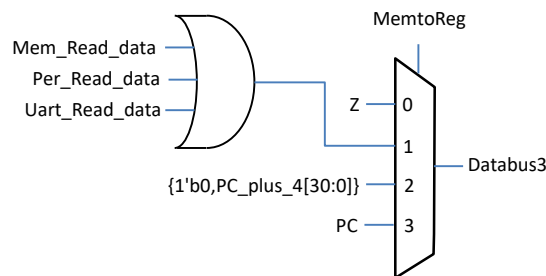 MemtoReg
Mem_Read_data
Per_Read_data
Uart_Read_data
Z 0
1
Databus3
{1'b0,PC_plus_4[30:0]} 2
PC 3